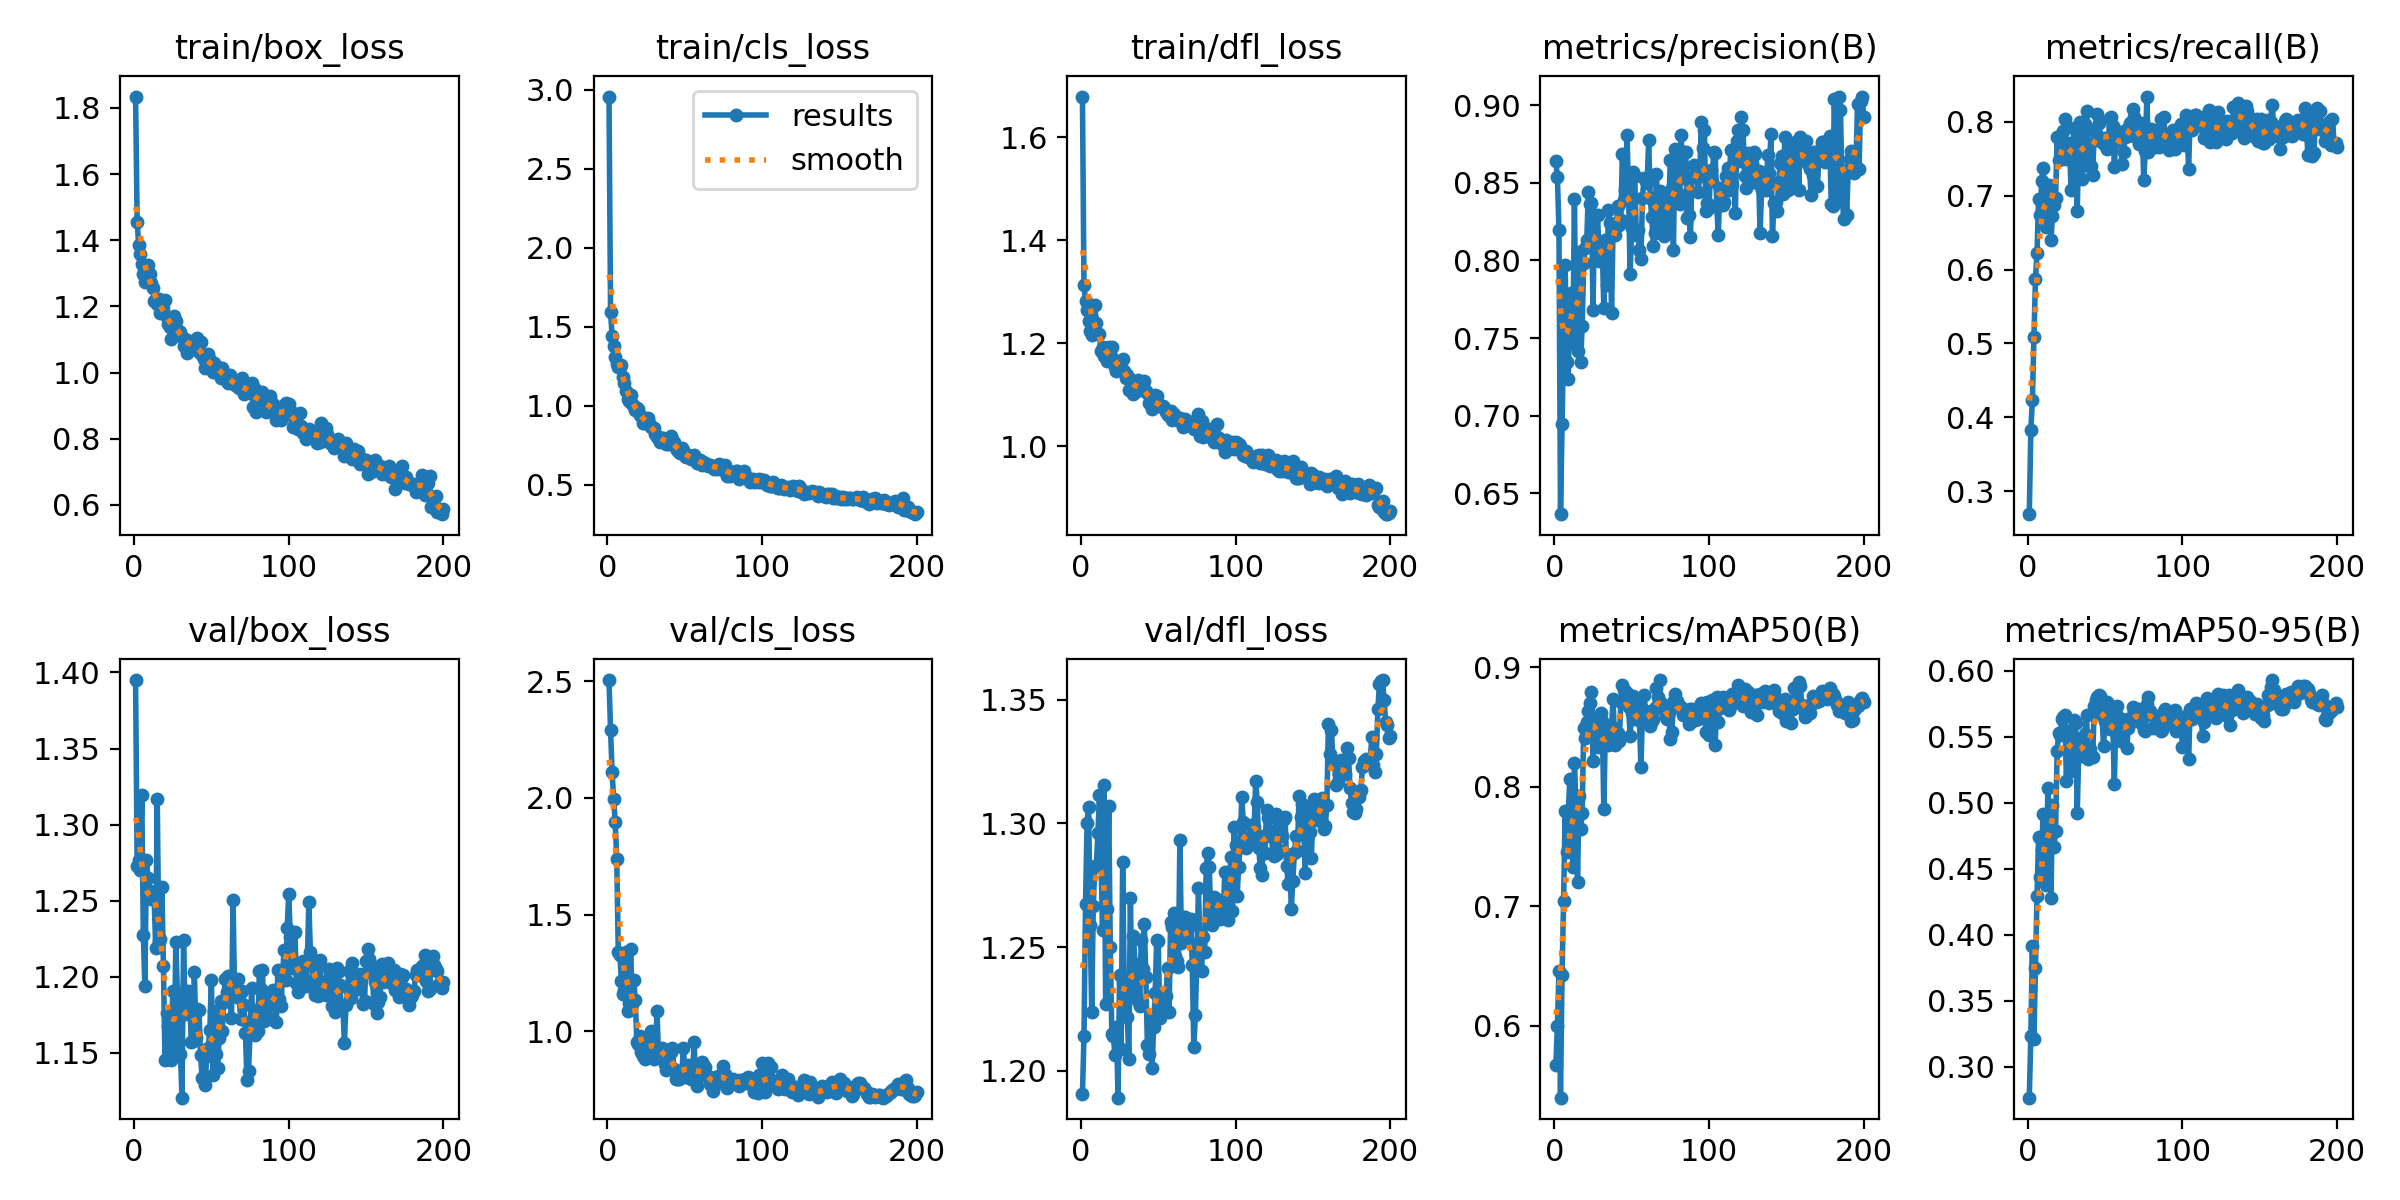 train/box_loss
1.8
1.6
1.4
1.2
1.0
0.8
0.6
0 100 200
train/cls_loss
results
smooth
3.0
2.5
2.0
1.5
1.0
0.5
0 100 200
train/dfl_loss
1.6
1.4
1.2
1.0
0 100 200
metrics/precision(B)
0.90
0.85
0.80
0.75
0.70
0.65
0 100 200
metrics/recall(B)
0.8
0.7
0.6
0.5
0.4
0.3
0 100 200
val/box_loss
1.40
1.35
1.30
1.25
1.20
1.15
0 100 200
val/cls_loss
2.5
2.0
1.5
1.0
0 100 200
val/dfl_loss
1.35
1.30
1.25
1.20
0 100 200
metrics/mAP50(B)
0.9
0.8
0.7
0.6
0 100 200
metrics/mAP50-95(B)
0.60
0.55
0.50
0.45
0.40
0.35
0.30
0 100 200